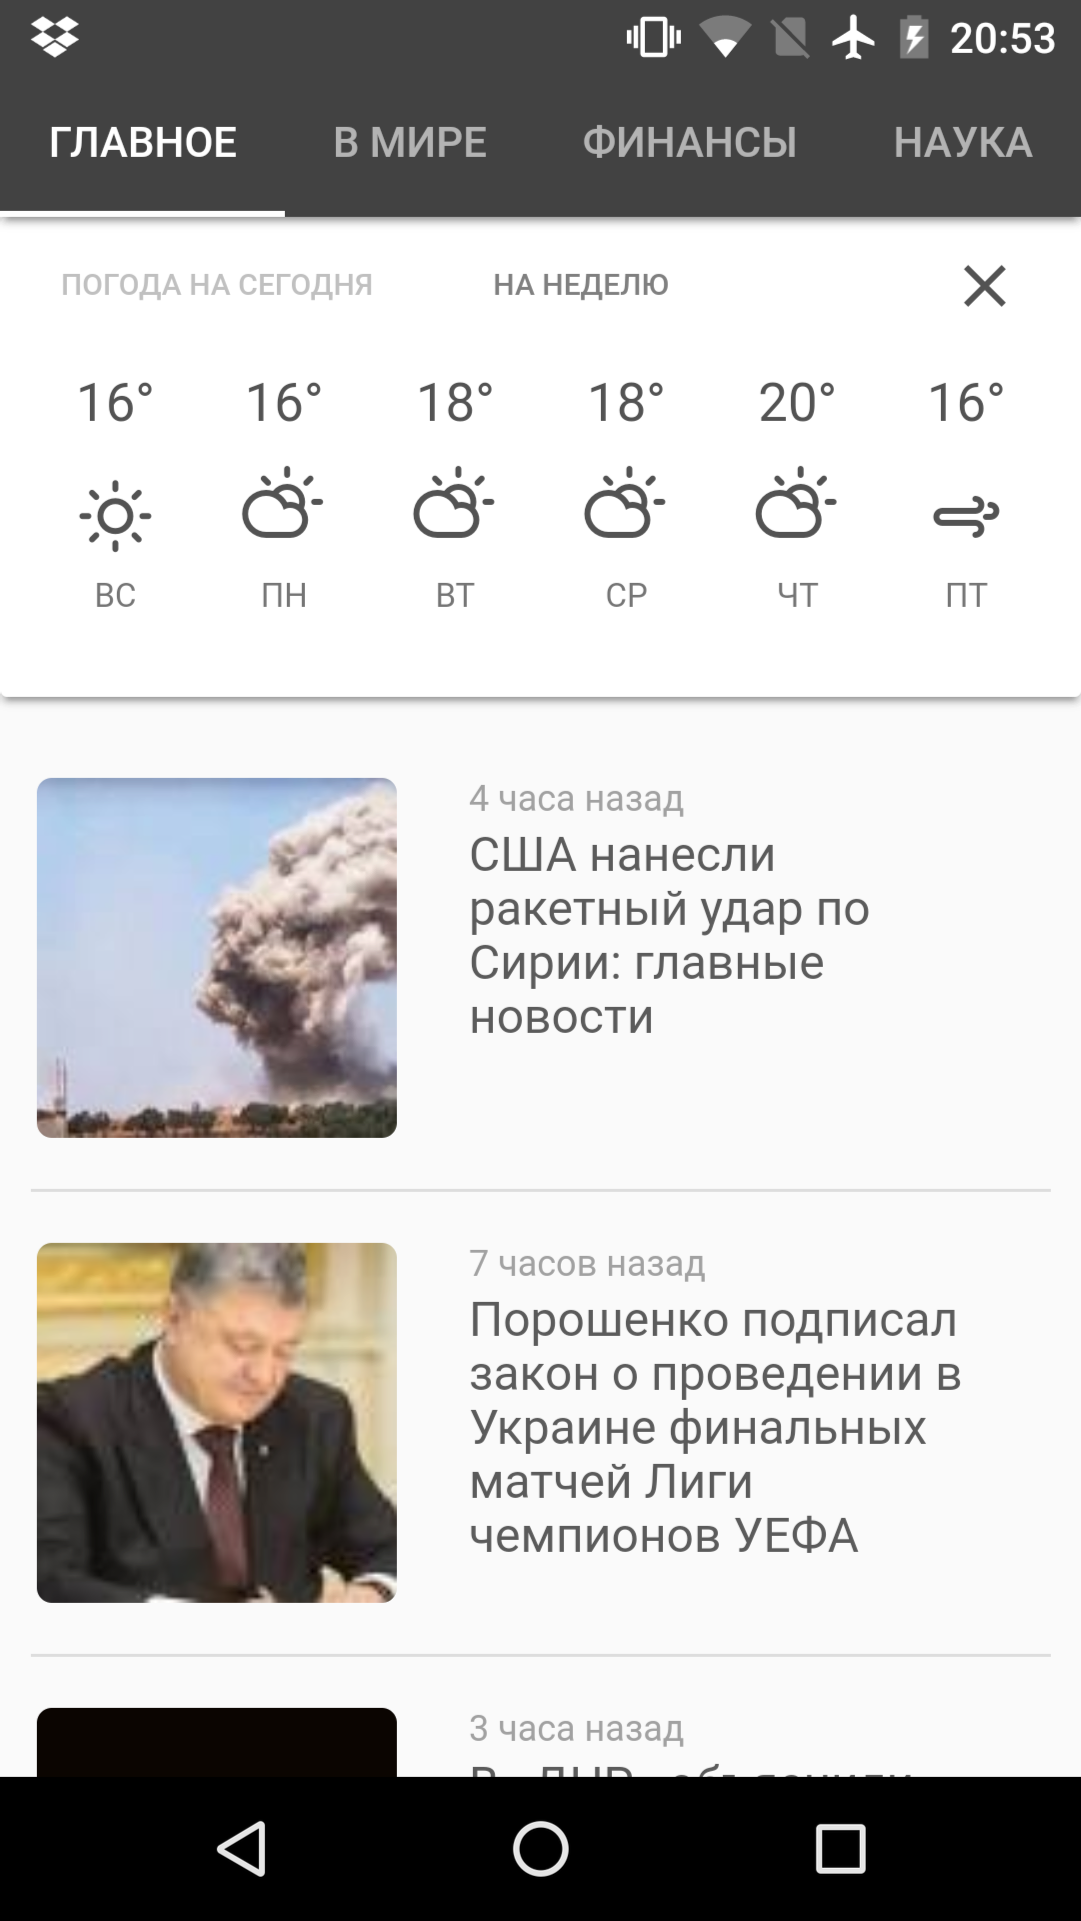 20:53
ГЛАВНОЕ В МИРЕ ФИНАНСЫ НАУКА
ПОГОДА НА СЕГОДНЯ НА НЕДЕЛЮ
16° 16° 18° 18° 20° 16°
ВС ПН ВТ СР ЧТ ПТ
4 часа назад
США нанесли
ракетный удар по
Сирии: главные
новости
7 часов назад
Порошенко подписал
закон о проведении в
Украине финальных
матчей Лиги
чемпионов УЕФА
3 часа назад